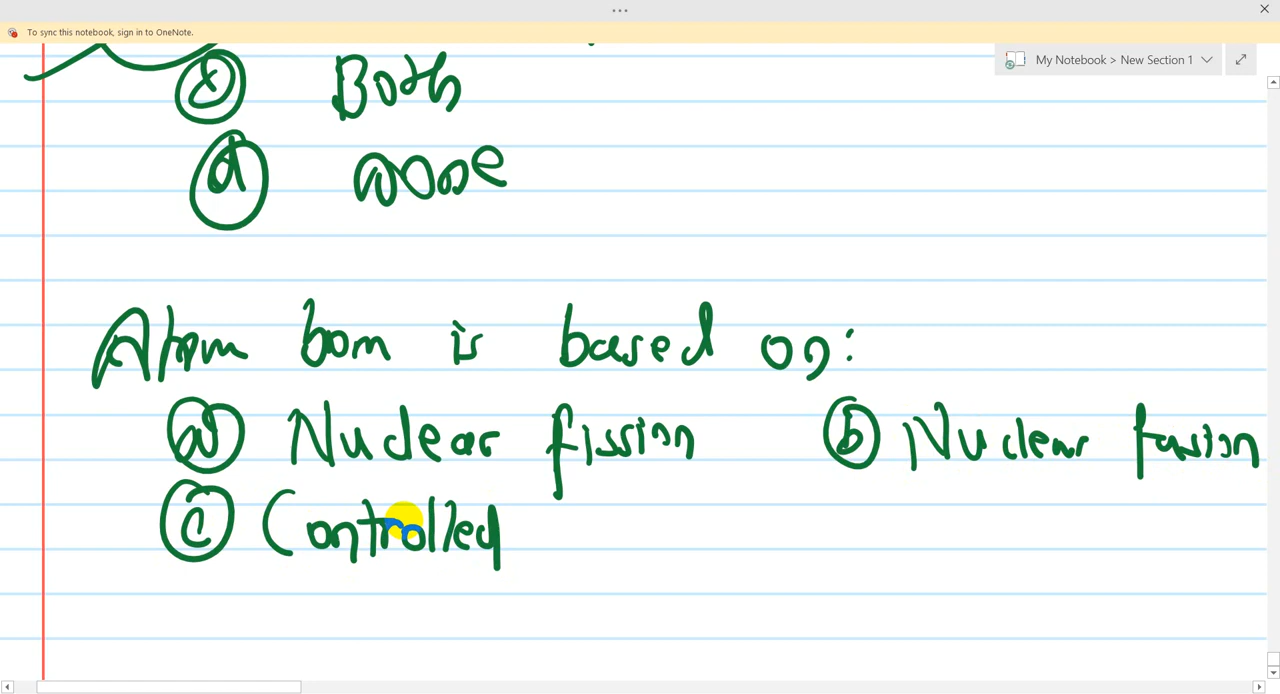 To sync this notebook, sign in to OneNote.
My Notebook > New Section 1
Both
d none
Atom bom is based on:
a Nuclear fission b Nuclear fusion
c Controlled